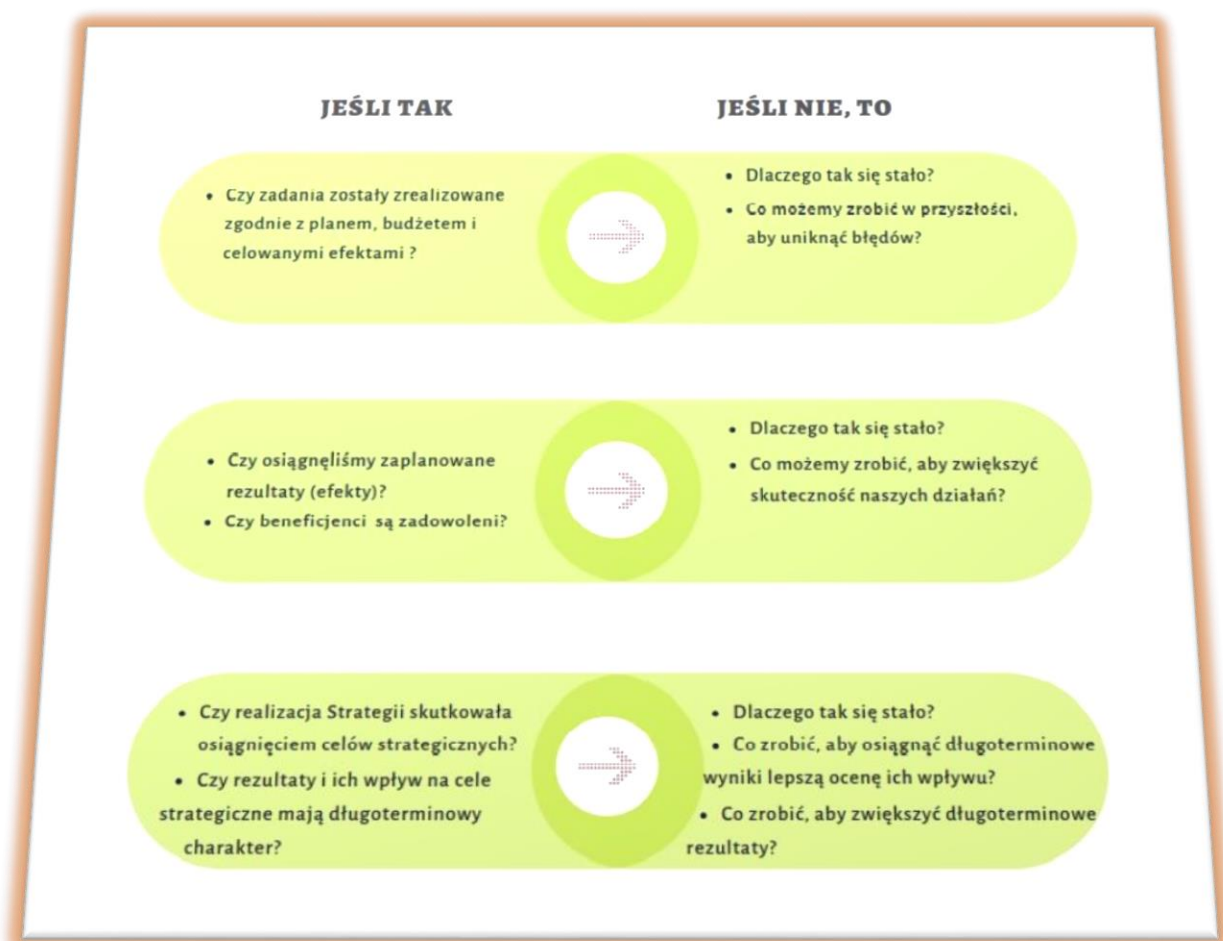 JEŚLI TAK
JEŚLI NIE, TO
• Czy zadania zostały zrealizowane
zgodnie z planem, budżetem i
celowanymi efektami ?
• Dlaczego tak się stało?
• Co możemy zrobić w przyszłości,
aby uniknąć błędów?
• Czy osiągnęliśmy zaplanowane
rezultaty (efekty)?
• Czy beneficjenci są zadowoleni?
• Dlaczego tak się stało?
• Co możemy zrobić, aby zwiększyć
skuteczność naszych działań?
• Czy realizacja Strategii skutkowała
osiągnięciem celów strategicznych?
• Czy rezultaty i ich wpływ na cele
strategiczne mają długoterminowy
charakter?
• Dlaczego tak się stało?
• Co zrobić, aby osiągnąć długoterminowe
wyniki lepszą ocenę ich wpływu?
• Co zrobić, aby zwiększyć długoterminowe
rezultaty?